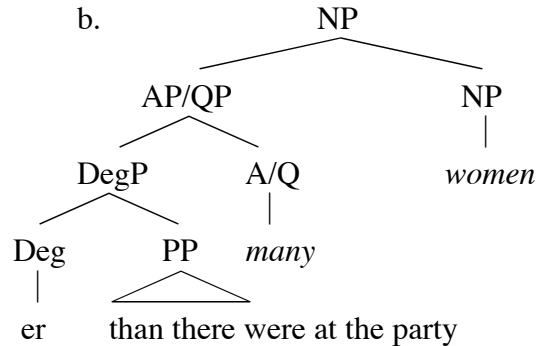 b. NP
AP/QP NP
DegP A/Q women
Deg PP many
er than there were at the party